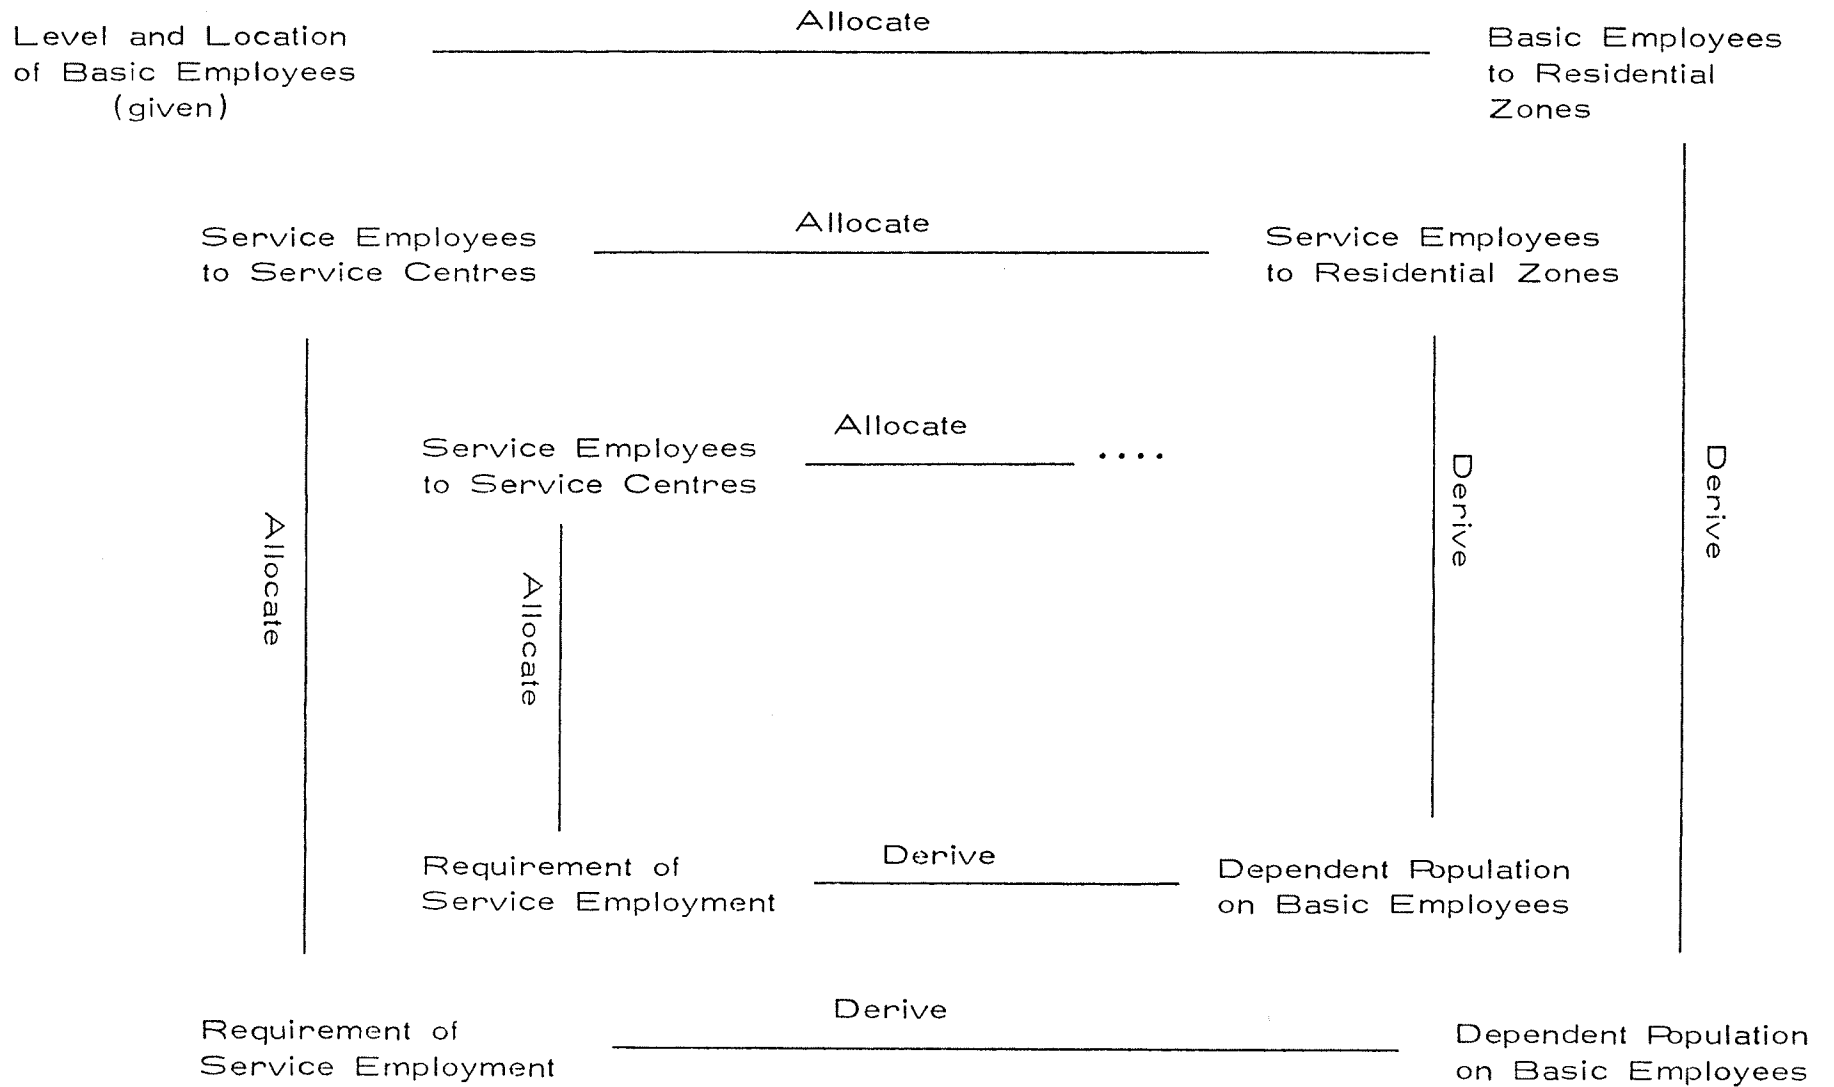 Level and Location
of Basic Employees
(given)
Allocate
Basic Employees
to Residential
Zones
Service Employees
to Service Centres
Allocate
Service Employees
to Residential Zones
Service Employees
to Service Centres
Allocate
....
Allocate
Allocate
Derive
Derive
Requirement of
Service Employment
Derive
Dependent Population
on Basic Employees
Requirement of
Service Employment
Derive
Dependent Population
on Basic Employees